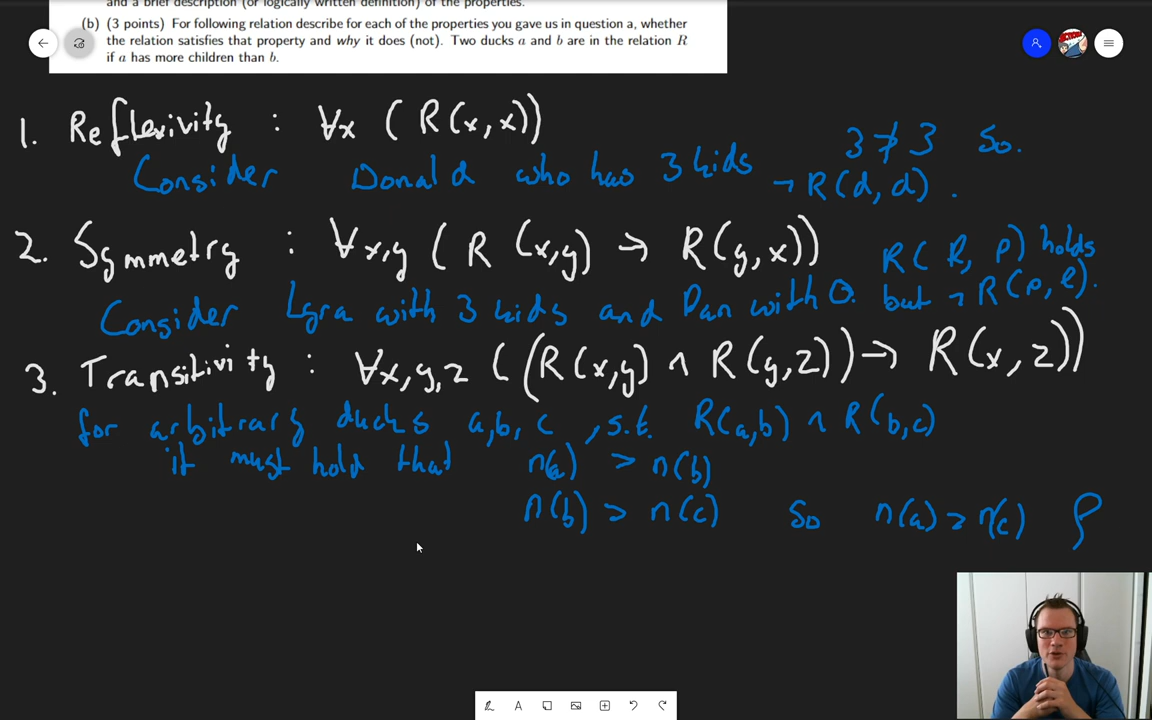 and a brief description (or logically written definition) of the properties.
(b) (3 points) For following relation describe for each of the properties you gave us in question a, whether
the relation satisfies that property and why it does (not). Two ducks a and b are in the relation R
if a has more children than b.
1. Reflexivity : ∀x ( R(x,x))
Consider Donald who has 3 kids 3 ≯ 3 So.
¬R(d,d).
2. Symmetry : ∀x,y ( R (x,y) → R(y,x))
Consider Lyra with 3 kids and Dan with 0. R( R, P) holds
but ¬R(P, R).
3. Transitivity : ∀x,y,z ( (R(x,y) ∧ R(y,z)) → R(x,z))
for arbitrary ducks a,b,c , s.t. R(a,b) ∧ R(b,c)
it must hold that n(a) > n(b)
n(b) > n(c) So n(a) > n(c)
A